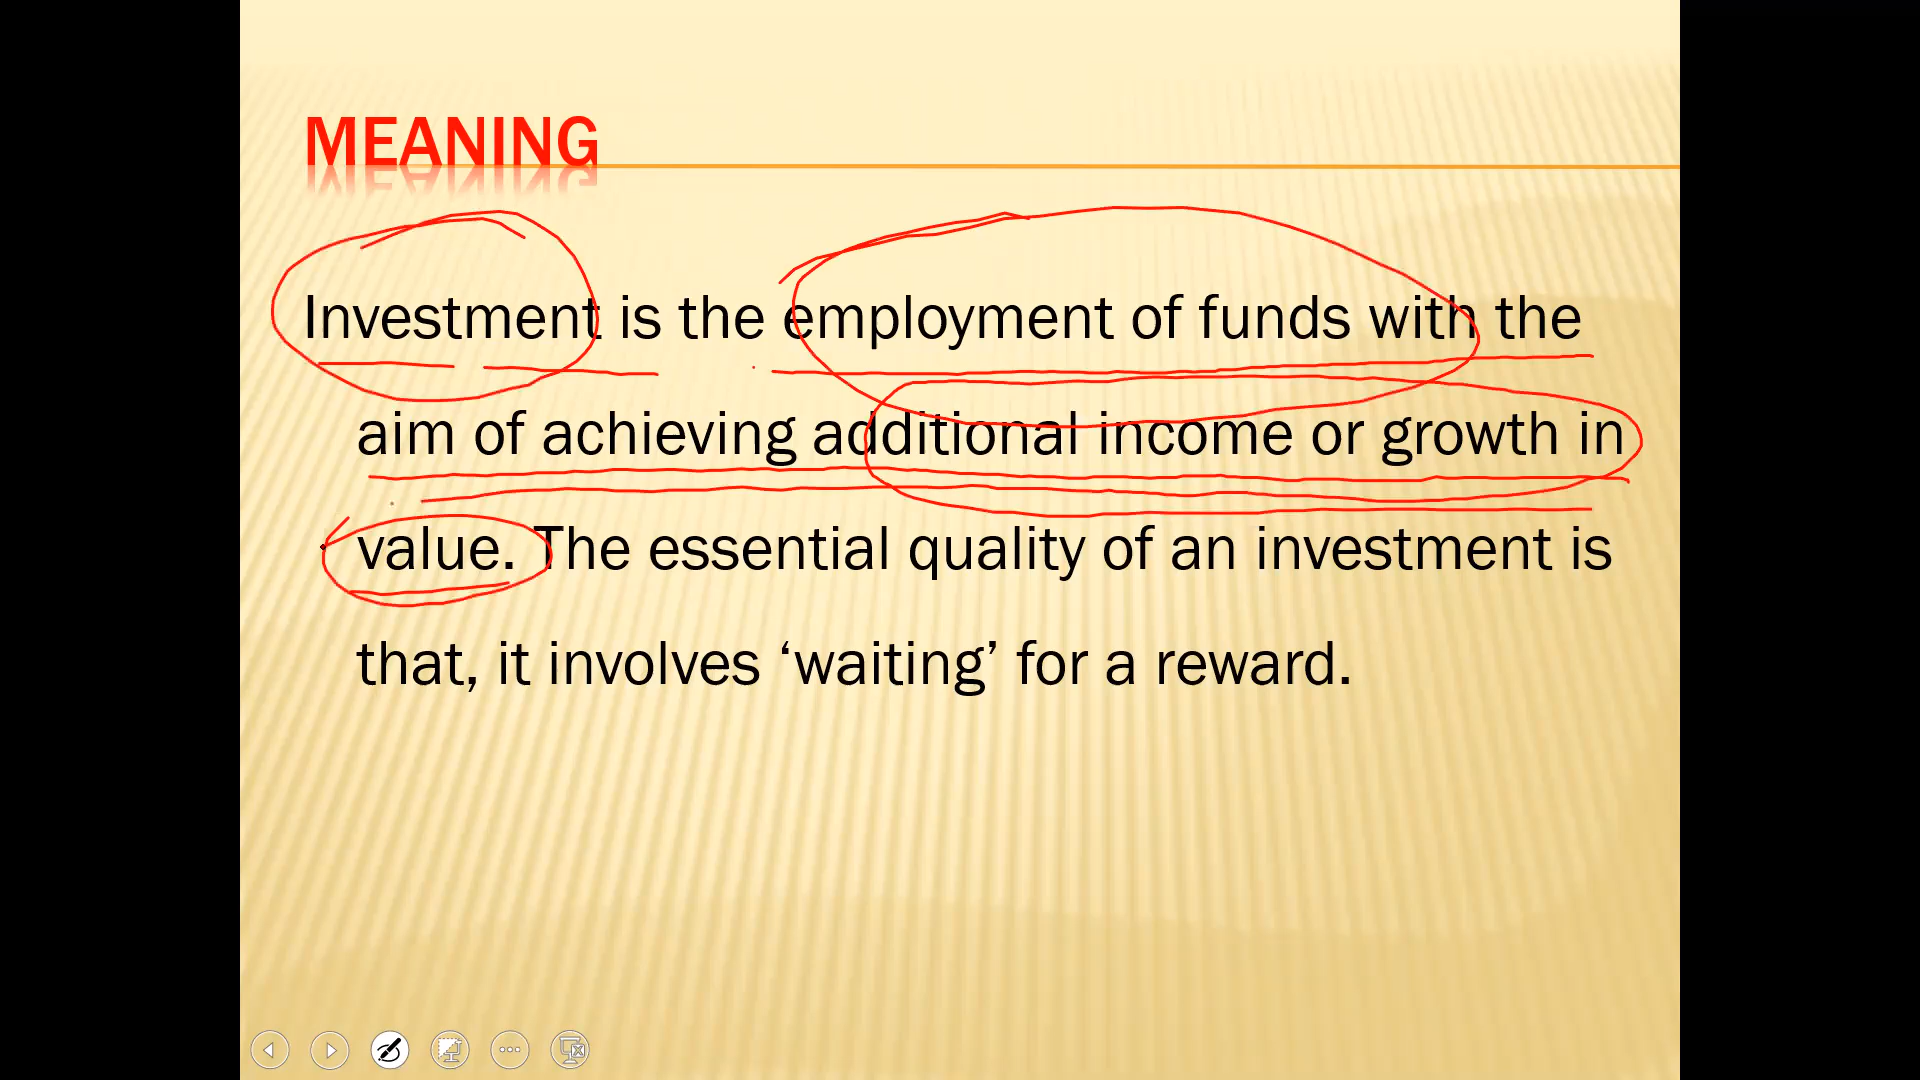 MEANING
Investment is the employment of funds with the
aim of achieving additional income or growth in
value. The essential quality of an investment is
that, it involves ‘waiting’ for a reward.